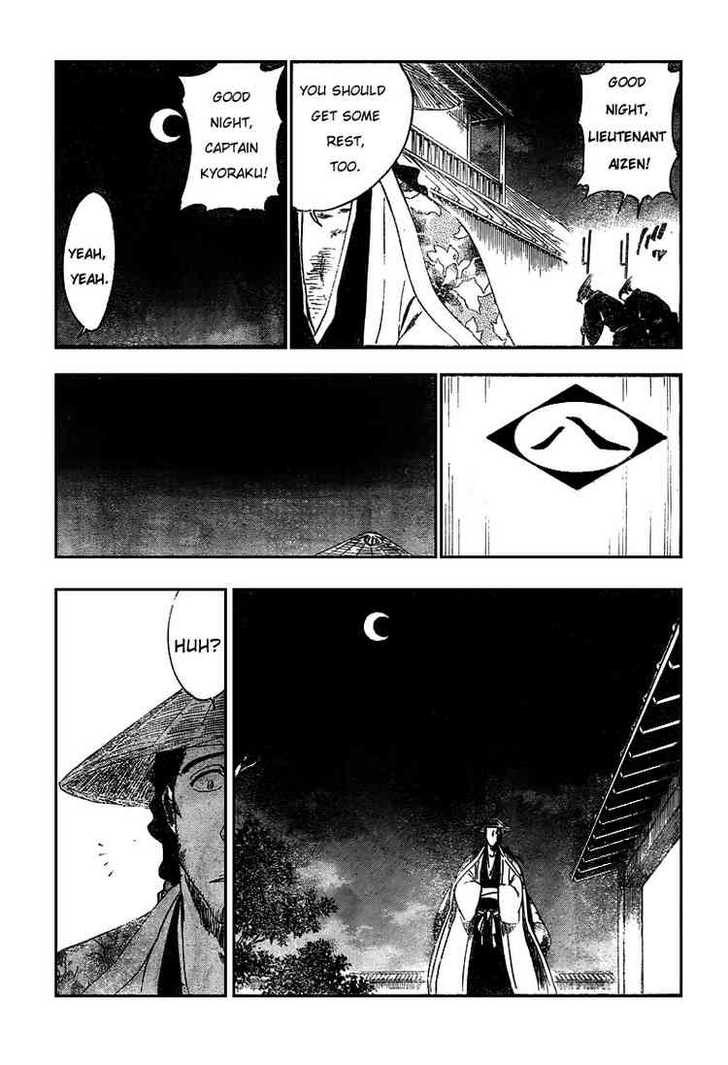 GOOD
NIGHT,
LIEUTENANT
AIZEN!
YOU SHOULD
GET SOME
REST,
TOO.
GOOD
NIGHT,
CAPTAIN
KYORAKU!
YEAH,
YEAH.
八
HUH?